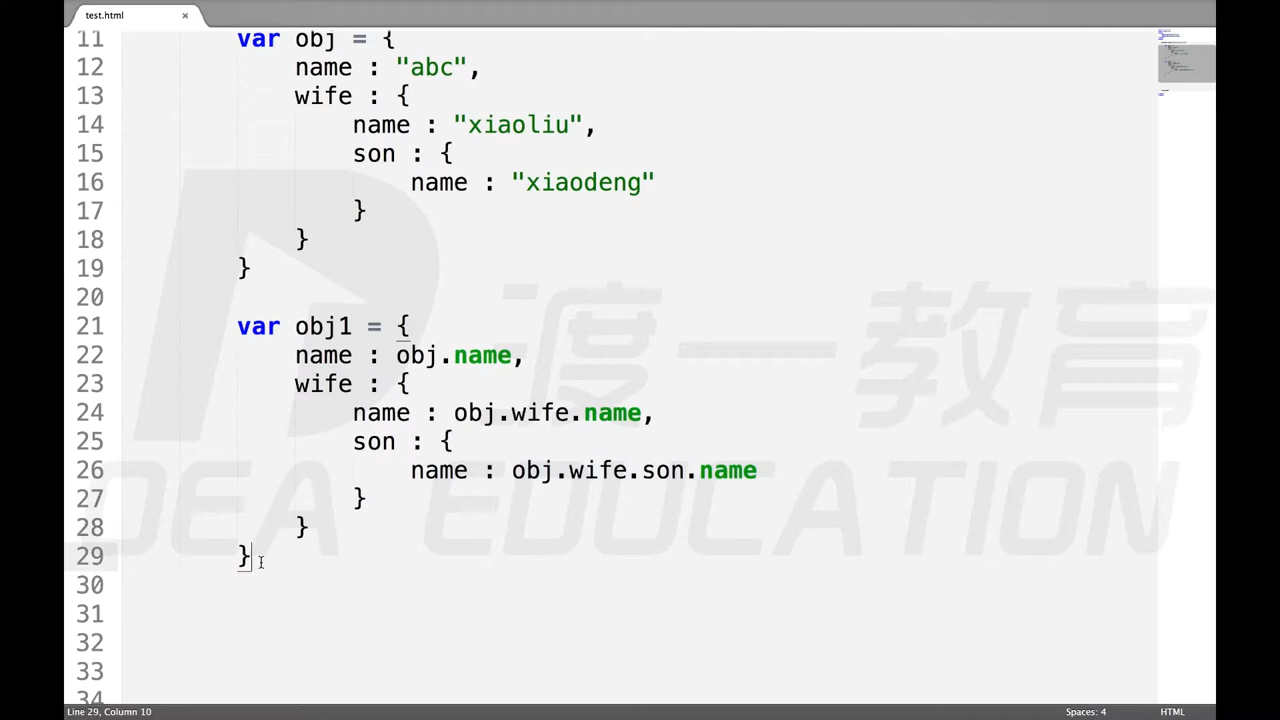 test.html
11 var obj = {
12 name : "abc",
13 wife : {
14 name : "xiaoliu",
15 son : {
16 name : "xiaodeng"
17 }
18 }
19 }
20
21 var obj1 = {
22 name : obj.name,
23 wife : {
24 name : obj.wife.name,
25 son : {
26 name : obj.wife.son.name
27 }
28 }
29 }
30
31
32
33
34
渡一教育
DEA EDUCATION
Line 29, Column 10
Spaces: 4
HTML